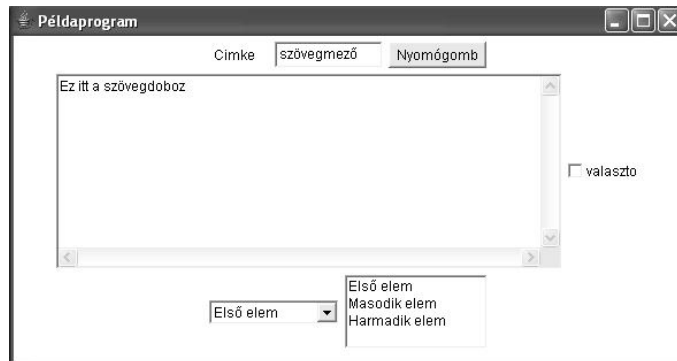 Példaprogram
Cimke szövegmező Nyomógomb
Ez itt a szövegdoboz
valaszto
Első elem
Első elem
Masodik elem
Harmadik elem